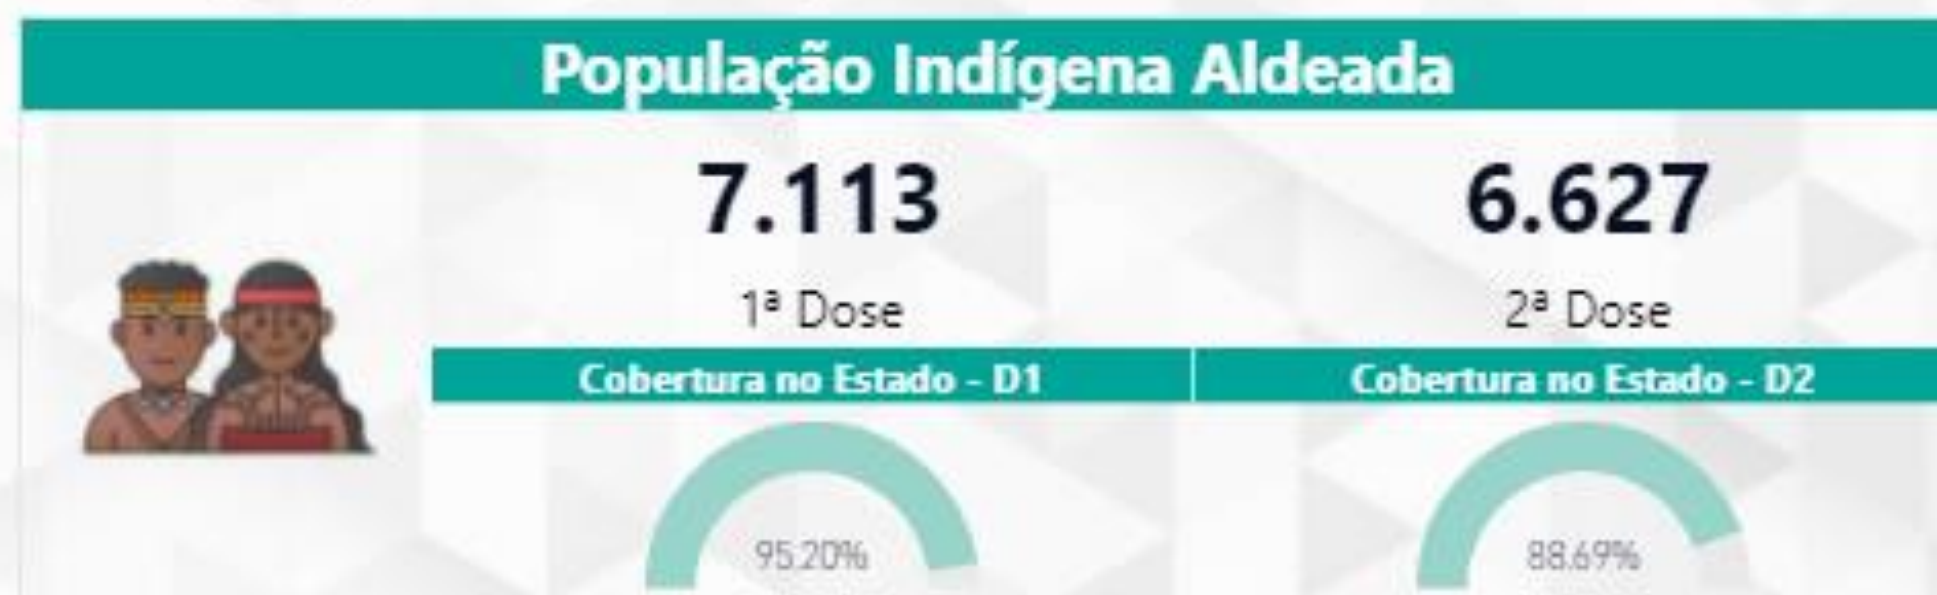 População Indígena Aldeada
7.113 6.627
1ª Dose 2ª Dose
Cobertura no Estado - D1 Cobertura no Estado - D2
95.20% 88.69%